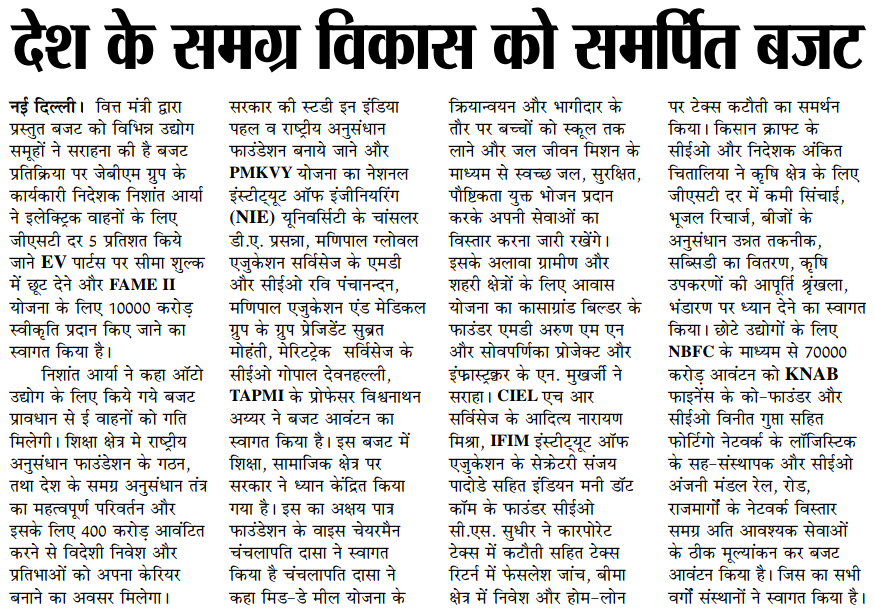 देश के समग्र विकास को समर्पित बजट
नई दिल्ली। वित्त मंत्री द्वारा
प्रस्तुत बजट को विभिन्न उद्योग
समूहों ने सराहना की है बजट
प्रतिक्रिया पर जेबीएम ग्रुप के
कार्यकारी निदेशक निशांत आर्या
ने इलेक्ट्रिक वाहनों के लिए
जीएसटी दर 5 प्रतिशत किये
जाने EV पार्टस पर सीमा शुल्क
में छूट देने और FAME II
योजना के लिए 10000 करोड़
स्वीकृति प्रदान किए जाने का
स्वागत किया है।
निशांत आर्या ने कहा ऑटो
उद्योग के लिए किये गये बजट
प्रावधान से ई वाहनों को गति
मिलेगी। शिक्षा क्षेत्र मे राष्ट्रीय
अनुसंधान फाउंडेशन के गठन,
तथा देश के समग्र अनुसंधान तंत्र
का महत्वपूर्ण परिवर्तन और
इसके लिए 400 करोड़ आवंटित
करने से विदेशी निवेश और
प्रतिभाओं को अपना केरियर
बनाने का अवसर मिलेगा।
सरकार की स्टडी इन इंडिया
पहल व राष्ट्रीय अनुसंधान
फाउंडेशन बनाये जाने और
PMKVY योजना का नेशनल
इंस्टीट्यूट ऑफ इंजीनियरिंग
(NIE) यूनिवर्सिटी के चांसलर
डी.ए. प्रसन्ना, मणिपाल ग्लोवल
एजुकेशन सर्विसेज के एमडी
और सीईओ रवि पंचानन्दन,
मणिपाल एजुकेशन एंड मेडिकल
ग्रुप के ग्रुप प्रेजिडेंट सुब्रत
मोहंती, मेरिटट्रेक सर्विसेज के
सीईओ गोपाल देवनहल्ली,
TAPMI के प्रोफेसर विश्वनाथन
अय्यर ने बजट आवंटन का
स्वागत किया है। इस बजट में
शिक्षा, सामाजिक क्षेत्र पर
सरकार ने ध्यान केंद्रित किया
गया है। इस का अक्षय पात्र
फाउंडेशन के वाइस चेयरमैन
चंचलापति दासा ने स्वागत
किया है चंचलापति दासा ने
कहा मिड-डे मील योजना के
क्रियान्वयन और भागीदार के
तौर पर बच्चों को स्कूल तक
लाने और जल जीवन मिशन के
माध्यम से स्वच्छ जल, सुरक्षित,
पौष्टिकता युक्त भोजन प्रदान
करके अपनी सेवाओं का
विस्तार करना जारी रखेंगे।
इसके अलावा ग्रामीण और
शहरी क्षेत्रों के लिए आवास
योजना का कासाग्रांड बिल्डर के
फाउंडर एमडी अरुण एम एन
और सोवपर्णिका प्रोजेक्ट और
इंफ्रास्ट्रक्चर के एन. मुखर्जी ने
सराहा। CIEL एच आर
सर्विसेज के आदित्य नारायण
मिश्रा, IFIM इंस्टीट्यूट ऑफ
एजुकेशन के सेक्रेटरी संजय
पादोडे सहित इंडियन मनी डॉट
कॉम के फाउंडर सीईओ
सी.एस. सुधीर ने कारपोरेट
टेक्स में कटौती सहित टेक्स
रिटर्न में फेसलेश जांच, बीमा
क्षेत्र में निवेश और होम-लोन
पर टेक्स कटौती का समर्थन
किया। किसान क्राफ्ट के
सीईओ और निदेशक अंकित
चितालिया ने कृषि क्षेत्र के लिए
जीएसटी दर में कमी सिंचाई,
भूजल रिचार्ज, बीजों के
अनुसंधान उन्नत तकनीक,
सब्सिडी का वितरण, कृषि
उपकरणों की आपूर्ति श्रृंखला,
भंडारण पर ध्यान देने का स्वागत
किया। छोटे उद्योगों के लिए
NBFC के माध्यम से 70000
करोड़ आवंटन को KNAB
फाइनेंस के को-फाउंडर और
सीईओ विनीत गुप्ता सहित
फोर्टिगो नेटवर्क के लॉजिस्टिक
के सह-संस्थापक और सीईओ
अंजनी मंडल रेल, रोड,
राजमार्गों के नेटवर्क विस्तार
समग्र अति आवश्यक सेवाओं
के ठीक मूल्यांकन कर बजट
आवंटन किया है। जिस का सभी
वर्गों संस्थानों ने स्वागत किया है।